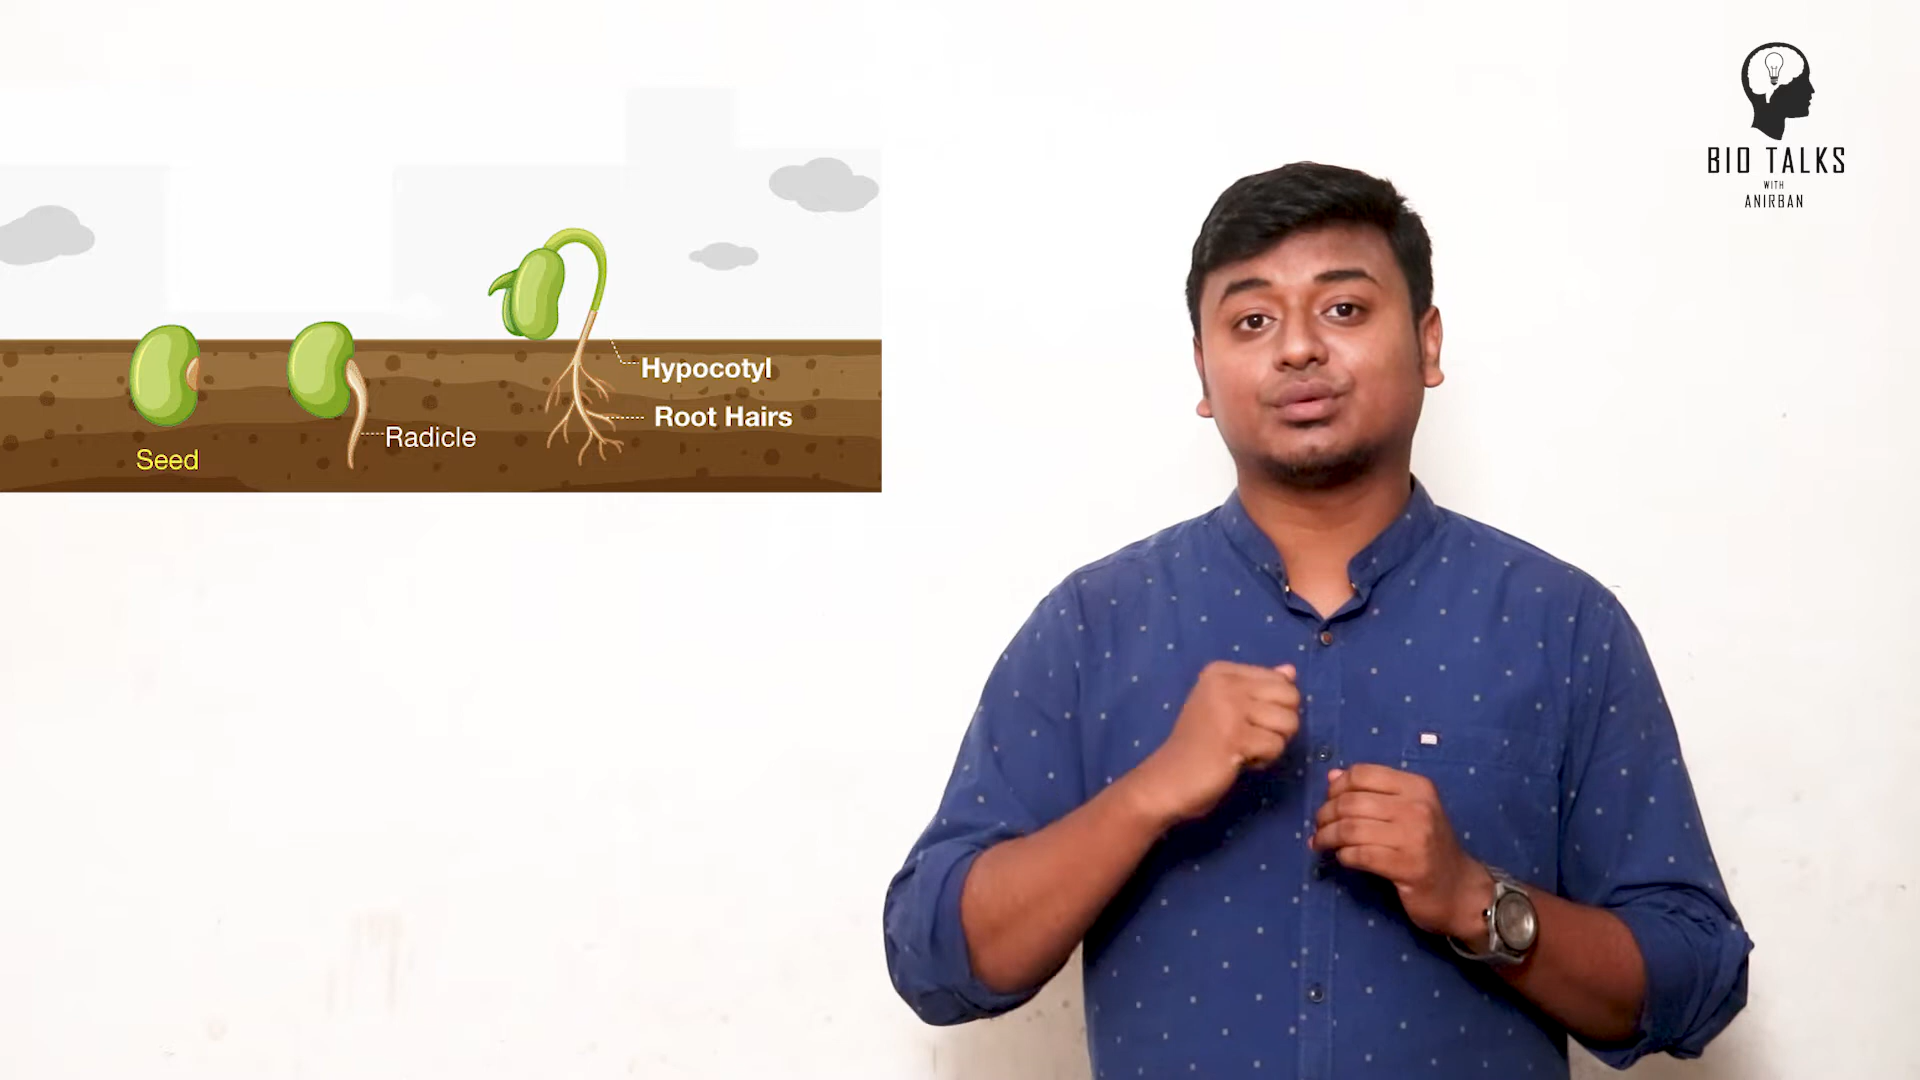 BIO TALKS
WITH
ANIRBAN
Hypocotyl
Root Hairs
Radicle
Seed